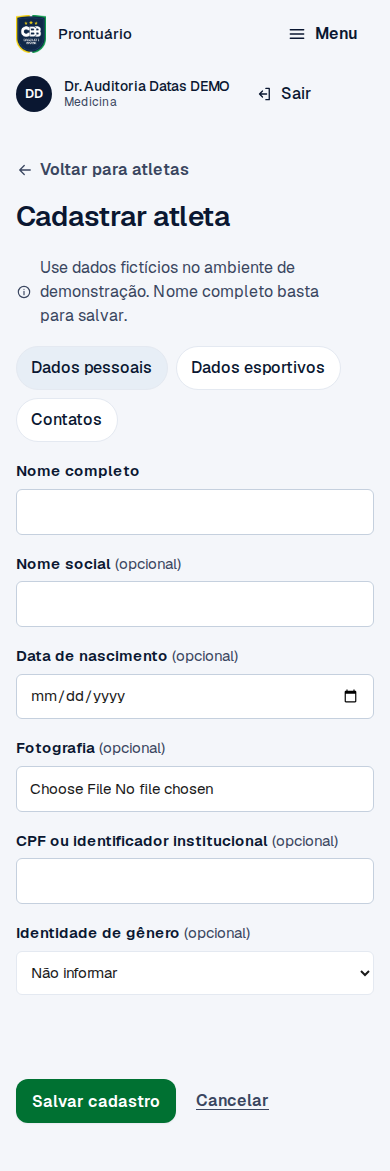 CBB
Prontuário
Menu
DD
Dr. Auditoria Datas DEMO
Medicina
Sair
Voltar para atletas
Cadastrar atleta
Use dados fictícios no ambiente de
demonstração. Nome completo basta
para salvar.
Dados pessoais
Dados esportivos
Contatos
Nome completo
Nome social (opcional)
Data de nascimento (opcional)
mm/dd/yyyy
Fotografia (opcional)
Choose File No file chosen
CPF ou identificador institucional (opcional)
Identidade de gênero (opcional)
Não informar
Salvar cadastro
Cancelar